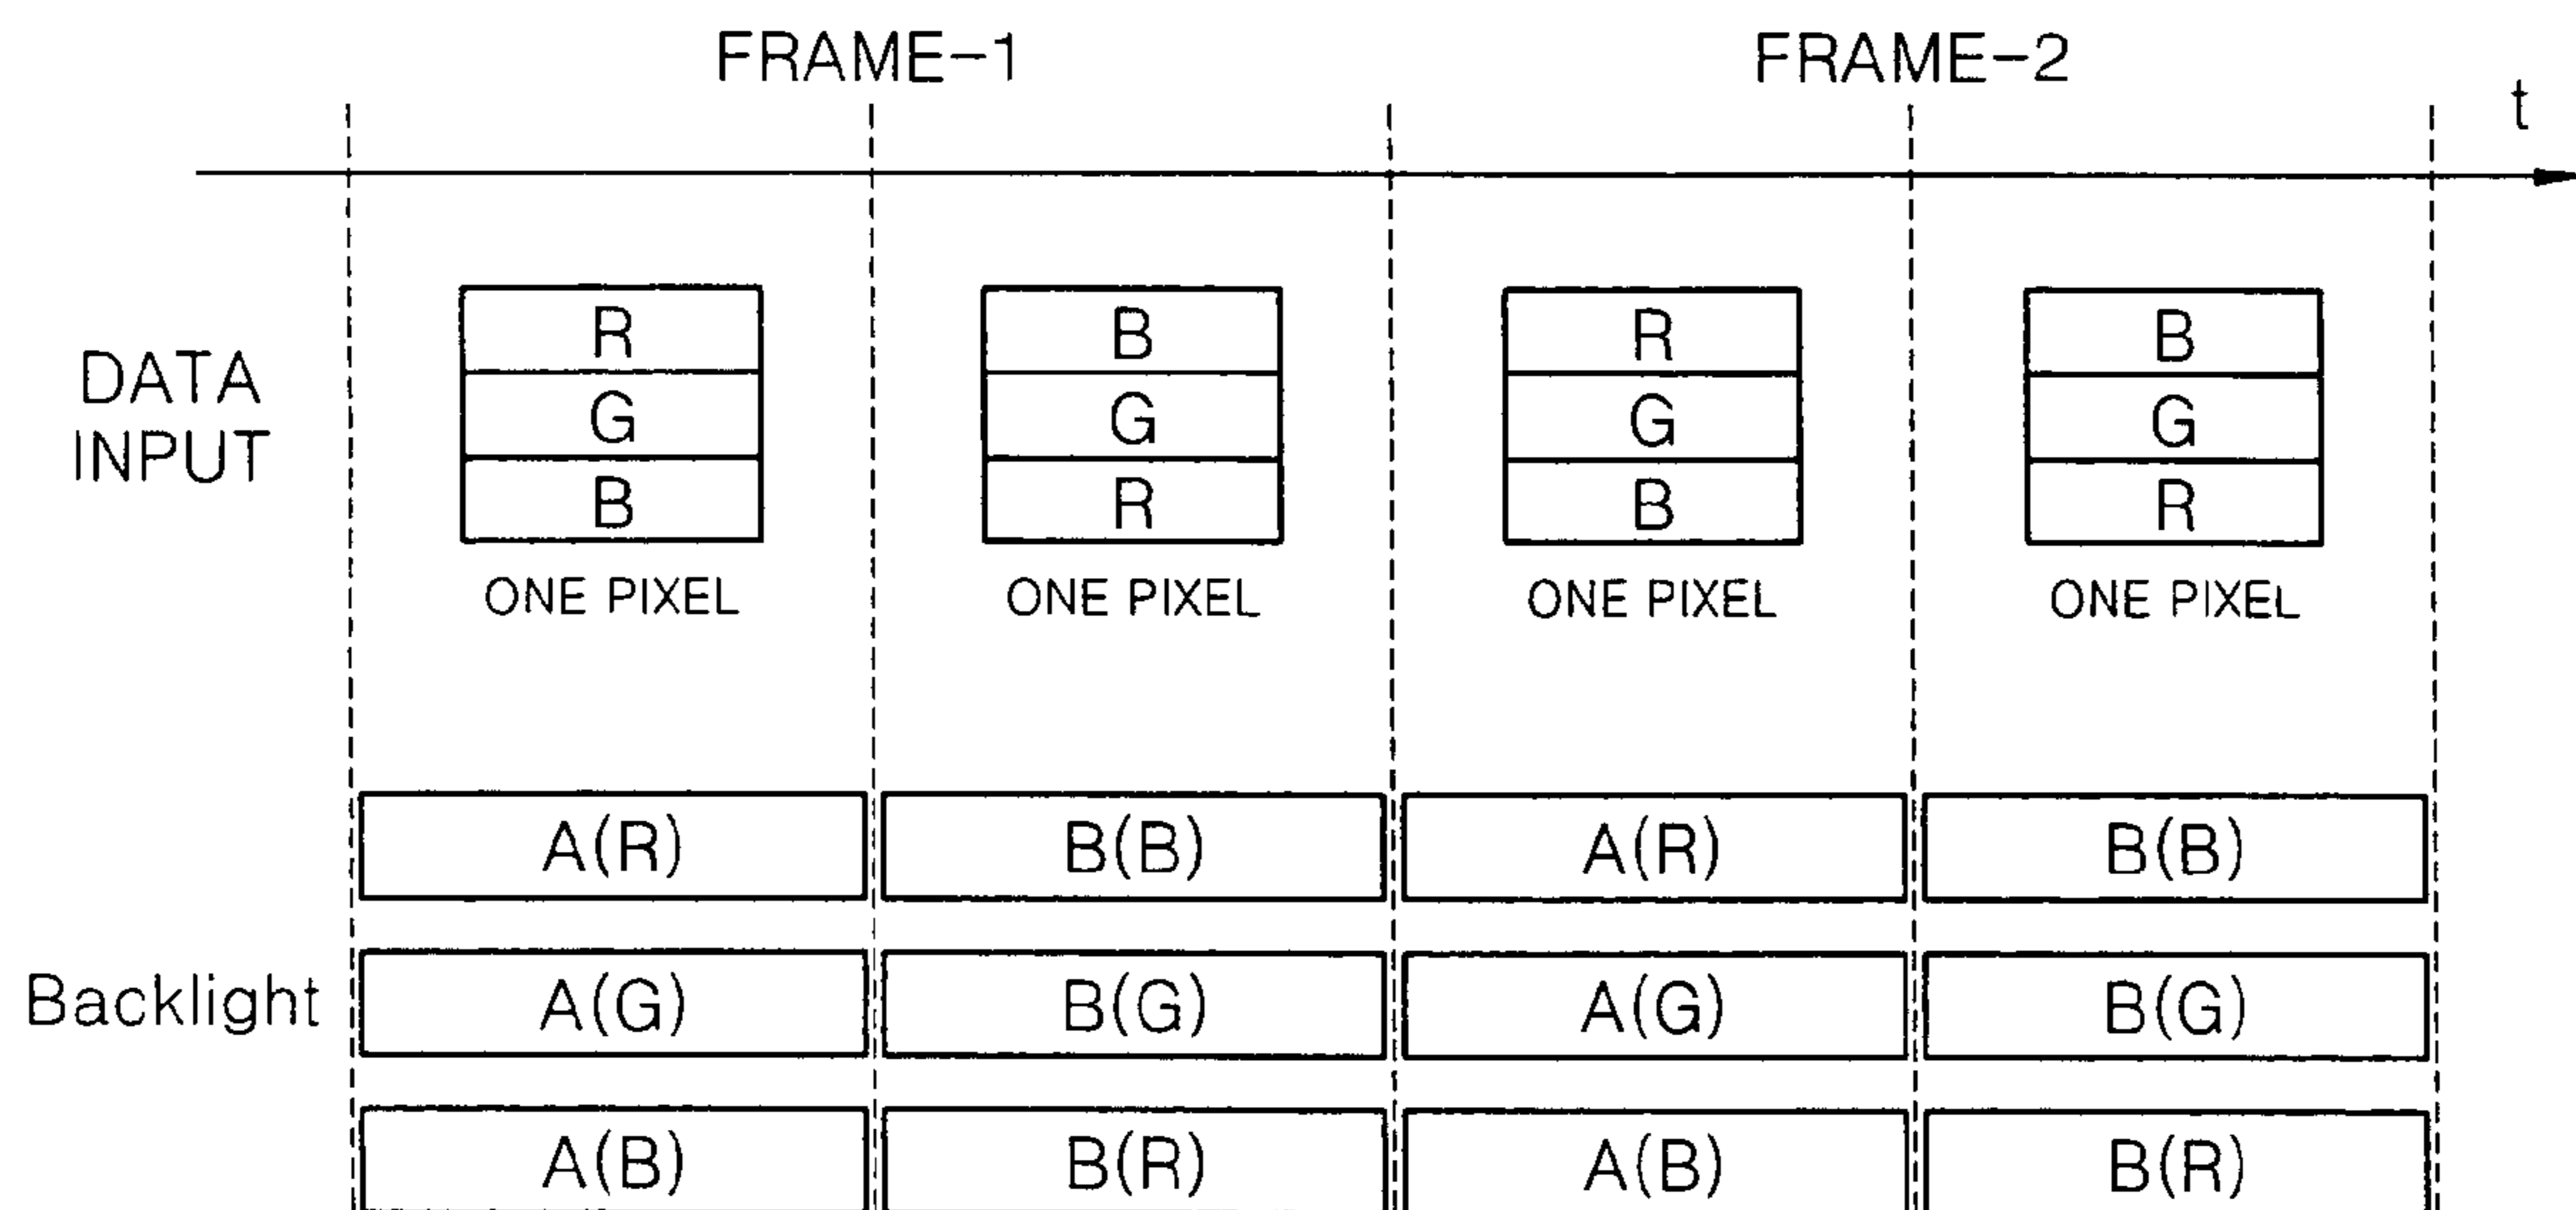 FRAME-1 FRAME-2
t
R B R B
DATA INPUT
G G G G
B R B R
ONE PIXEL ONE PIXEL ONE PIXEL ONE PIXEL
A(R) B(B) A(R) B(B)
Backlight A(G) B(G) A(G) B(G)
A(B) B(R) A(B) B(R)